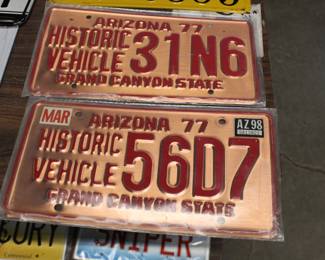 ARIZONA 77
HISTORIC
VEHICLE
31N6
GRAND CANYON STATE
MAR
ARIZONA 77
AZ 98
HISTORIC
VEHICLE
56D7
GRAND CANYON STATE
SNIPER